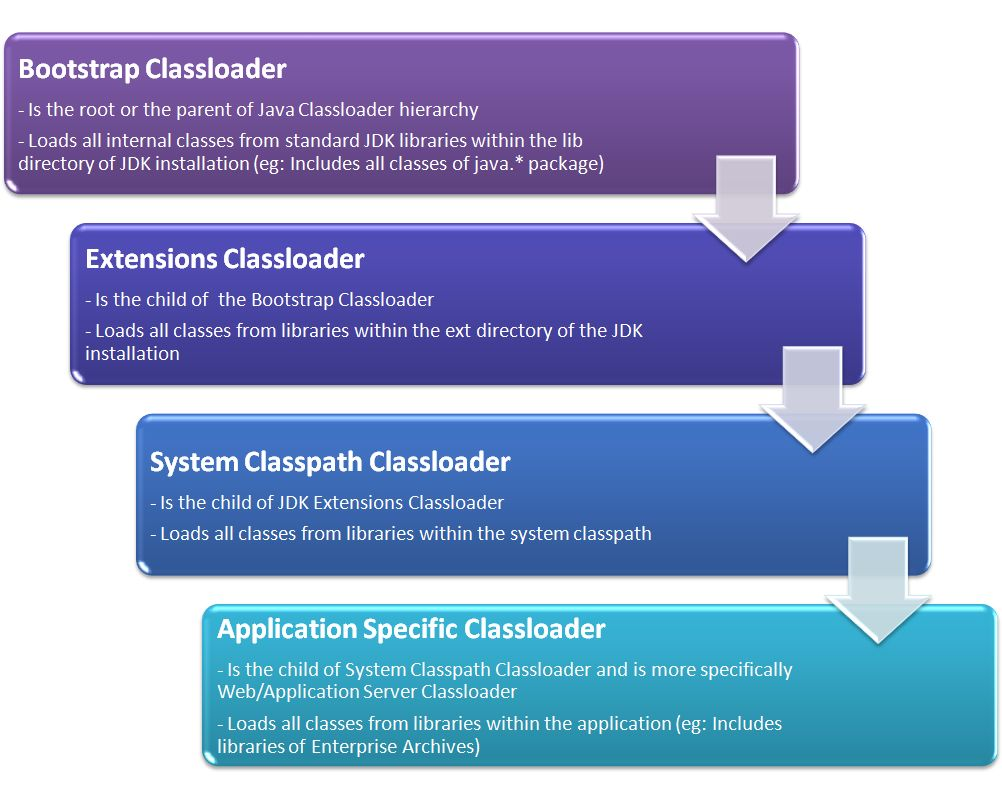 Bootstrap Classloader
- Is the root or the parent of Java Classloader hierarchy
- Loads all internal classes from standard JDK libraries within the lib
directory of JDK installation (eg: Includes all classes of java.* package)
Extensions Classloader
- Is the child of  the Bootstrap Classloader
- Loads all classes from libraries within the ext directory of the JDK
installation
System Classpath Classloader
- Is the child of JDK Extensions Classloader
- Loads all classes from libraries within the system classpath
Application Specific Classloader
- Is the child of System Classpath Classloader and is more specifically
Web/Application Server Classloader
- Loads all classes from libraries within the application (eg: Includes
libraries of Enterprise Archives)